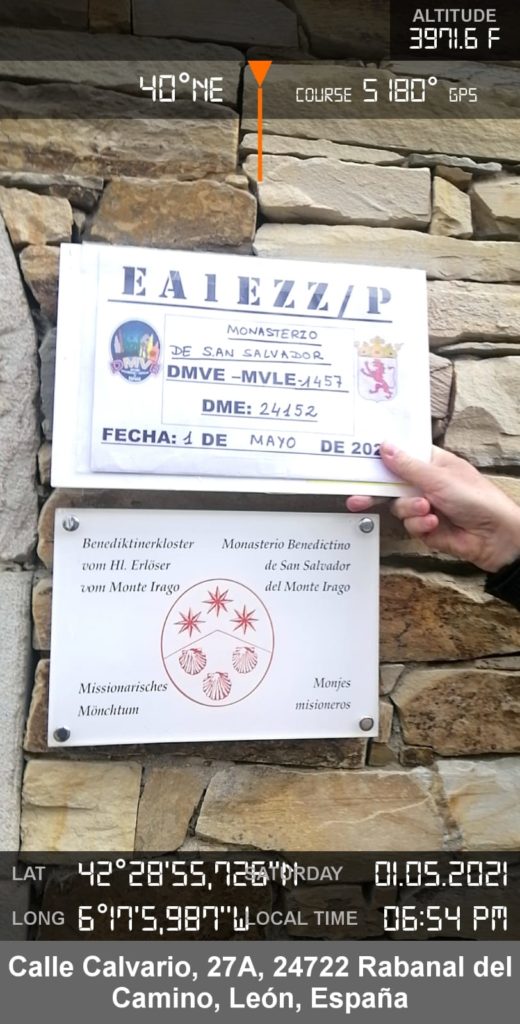 ALTITUDE
3971.6 F
40°NE
COURSE S 180° GPS
EA1EZZ/P
MONASTERIO
DE SAN SALVADOR
DMVE –MVLE-1457
DME: 24152
FECHA: 1 DE MAYO DE 202
DMV
Benediktinerkloster
vom Hl. Erlöser
vom Monte Irago
Monasterio Benedictino
de San Salvador
del Monte Irago
Missionarisches
Mönchtum
Monjes
misioneros
LAT 42°28'55,726"N SATURDAY 01.05.2021
LONG 6°17'5,987"W LOCAL TIME 06:54 PM
Calle Calvario, 27A, 24722 Rabanal del
Camino, León, España